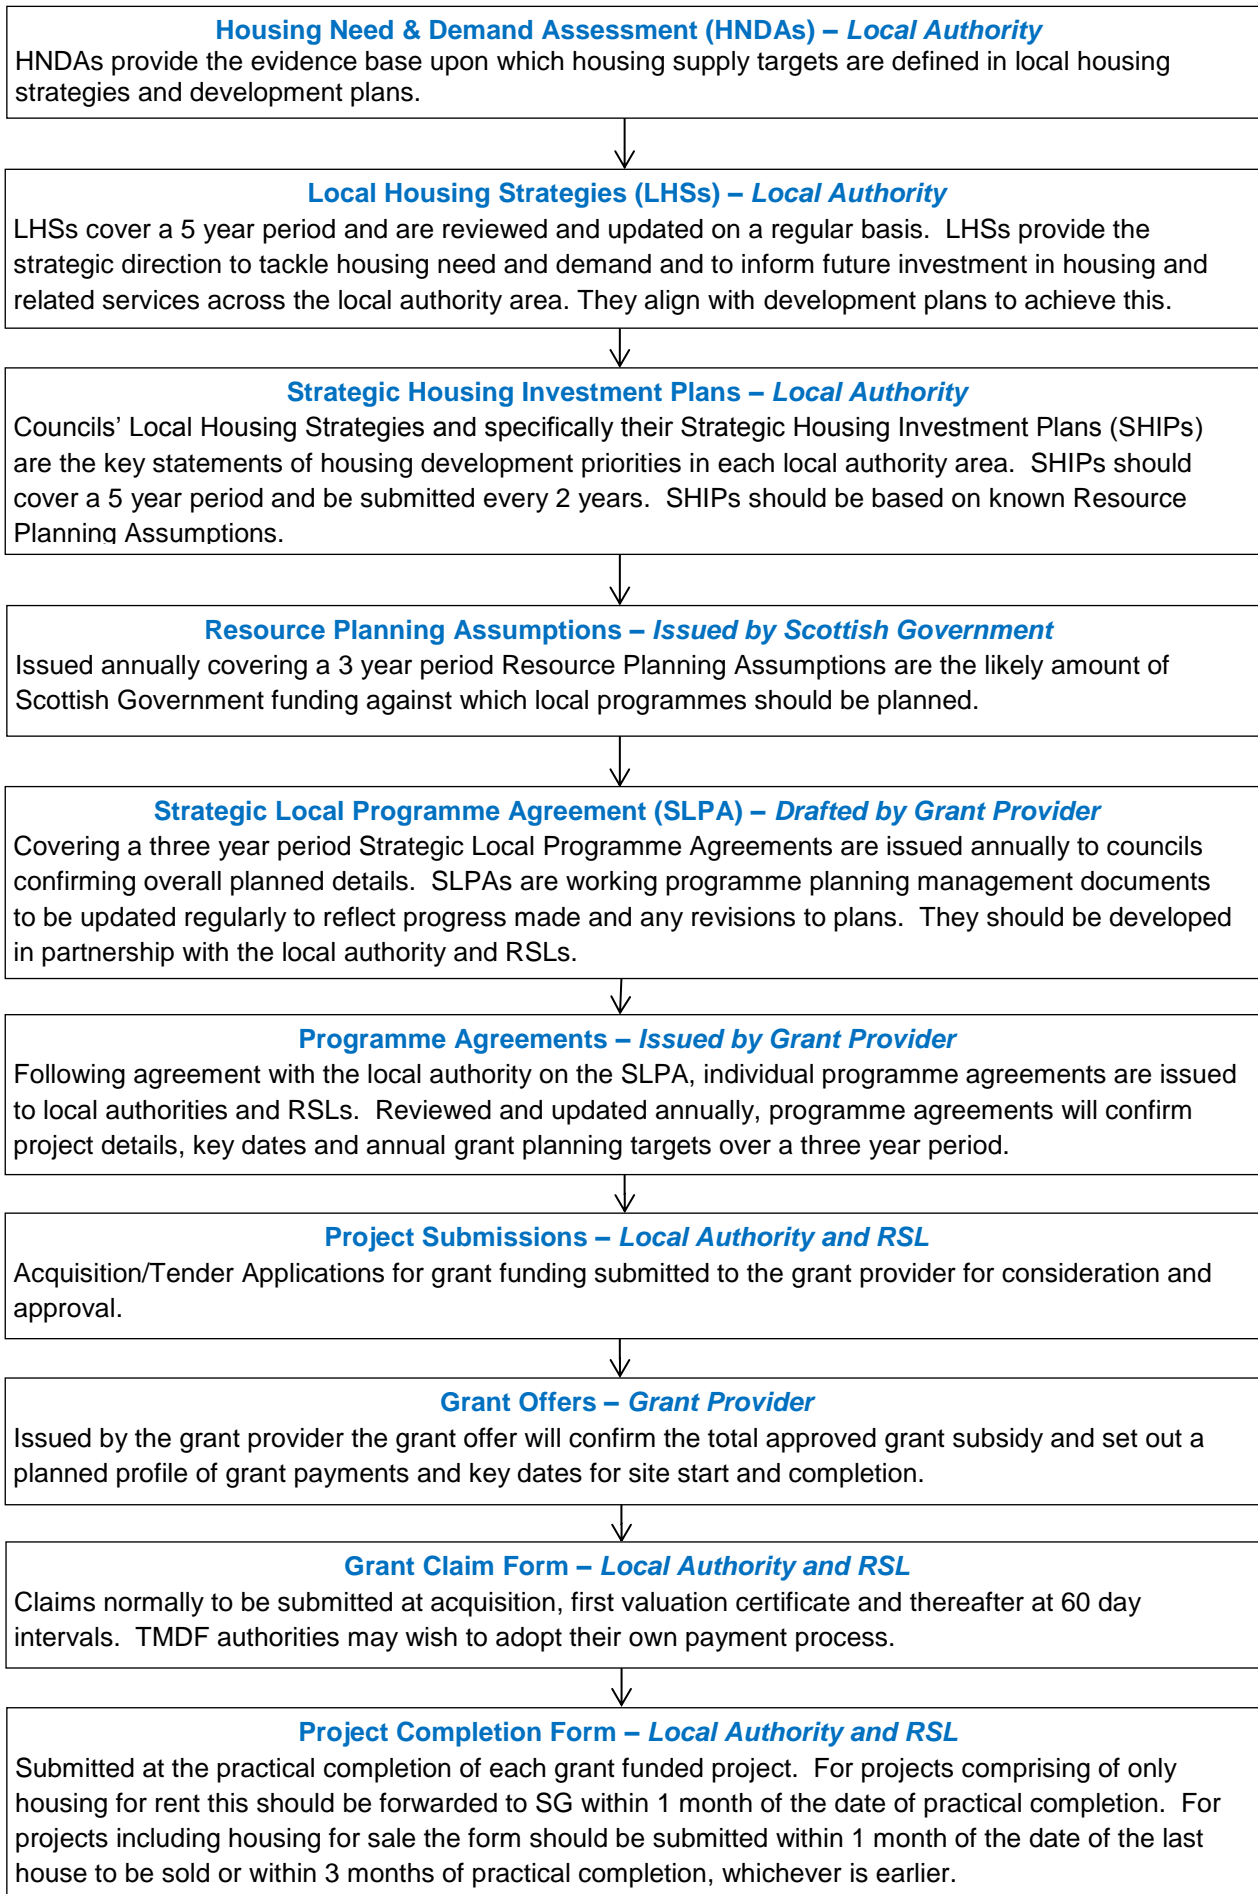 Housing Need & Demand Assessment (HNDAs) – Local Authority
HNDAs provide the evidence base upon which housing supply targets are defined in local housing
strategies and development plans.
Local Housing Strategies (LHSs) – Local Authority
LHSs cover a 5 year period and are reviewed and updated on a regular basis.  LHSs provide the
strategic direction to tackle housing need and demand and to inform future investment in housing and
related services across the local authority area. They align with development plans to achieve this.
Strategic Housing Investment Plans – Local Authority
Councils’ Local Housing Strategies and specifically their Strategic Housing Investment Plans (SHIPs)
are the key statements of housing development priorities in each local authority area.  SHIPs should
cover a 5 year period and be submitted every 2 years.  SHIPs should be based on known Resource
Planning Assumptions.
Resource Planning Assumptions – Issued by Scottish Government
Issued annually covering a 3 year period Resource Planning Assumptions are the likely amount of
Scottish Government funding against which local programmes should be planned.
Strategic Local Programme Agreement (SLPA) – Drafted by Grant Provider
Covering a three year period Strategic Local Programme Agreements are issued annually to councils
confirming overall planned details.  SLPAs are working programme planning management documents
to be updated regularly to reflect progress made and any revisions to plans.  They should be developed
in partnership with the local authority and RSLs.
Programme Agreements – Issued by Grant Provider
Following agreement with the local authority on the SLPA, individual programme agreements are issued
to local authorities and RSLs.  Reviewed and updated annually, programme agreements will confirm
project details, key dates and annual grant planning targets over a three year period.
Project Submissions – Local Authority and RSL
Acquisition/Tender Applications for grant funding submitted to the grant provider for consideration and
approval.
Grant Offers – Grant Provider
Issued by the grant provider the grant offer will confirm the total approved grant subsidy and set out a
planned profile of grant payments and key dates for site start and completion.
Grant Claim Form – Local Authority and RSL
Claims normally to be submitted at acquisition, first valuation certificate and thereafter at 60 day
intervals.  TMDF authorities may wish to adopt their own payment process.
Project Completion Form – Local Authority and RSL
Submitted at the practical completion of each grant funded project.  For projects comprising of only
housing for rent this should be forwarded to SG within 1 month of the date of practical completion.  For
projects including housing for sale the form should be submitted within 1 month of the date of the last
house to be sold or within 3 months of practical completion, whichever is earlier.